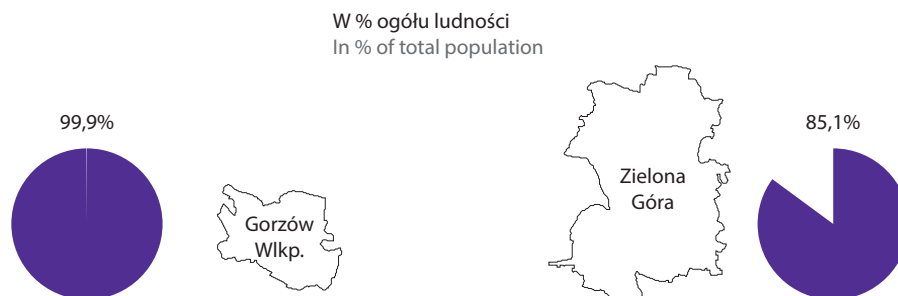 W % ogółu ludności
In % of total population
99,9%
85,1%
Zielona
Góra
Gorzów
Wlkp.